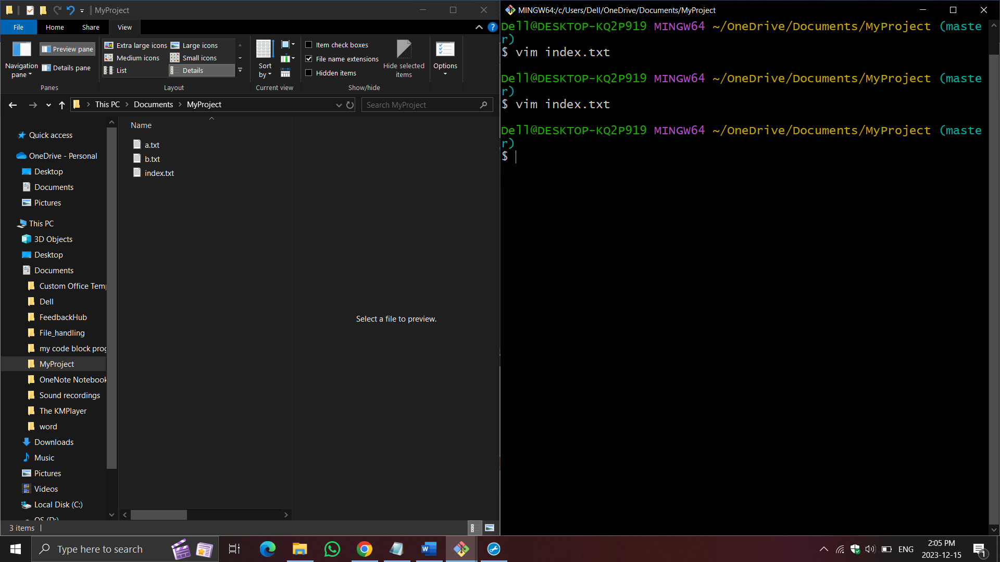 MyProject
File
Home
Share
View
Navigation pane
Preview pane
Details pane
Panes
Extra large icons
Large icons
Medium icons
Small icons
List
Details
Layout
Sort by
Current view
Item check boxes
File name extensions
Hidden items
Hide selected items
Show/hide
Options
This PC
Documents
MyProject
Search MyProject
Quick access
OneDrive - Personal
Desktop
Documents
Pictures
This PC
3D Objects
Desktop
Documents
Custom Office Temp
Dell
FeedbackHub
File_handling
my code block prog
MyProject
OneNote Notebook
Sound recordings
The KMPlayer
word
Downloads
Music
Pictures
Videos
Local Disk (C:)
OS (D:)
Name
a.txt
b.txt
index.txt
Select a file to preview.
3 items
MINGW64:/c/Users/Dell/OneDrive/Documents/MyProject
Dell@DESKTOP-KQ2P919 MINGW64 ~/OneDrive/Documents/MyProject (maste
r)
$ vim index.txt
Dell@DESKTOP-KQ2P919 MINGW64 ~/OneDrive/Documents/MyProject (maste
r)
$ vim index.txt
Dell@DESKTOP-KQ2P919 MINGW64 ~/OneDrive/Documents/MyProject (maste
r)
$
Type here to search
ENG
2:05 PM
2023-12-15
1